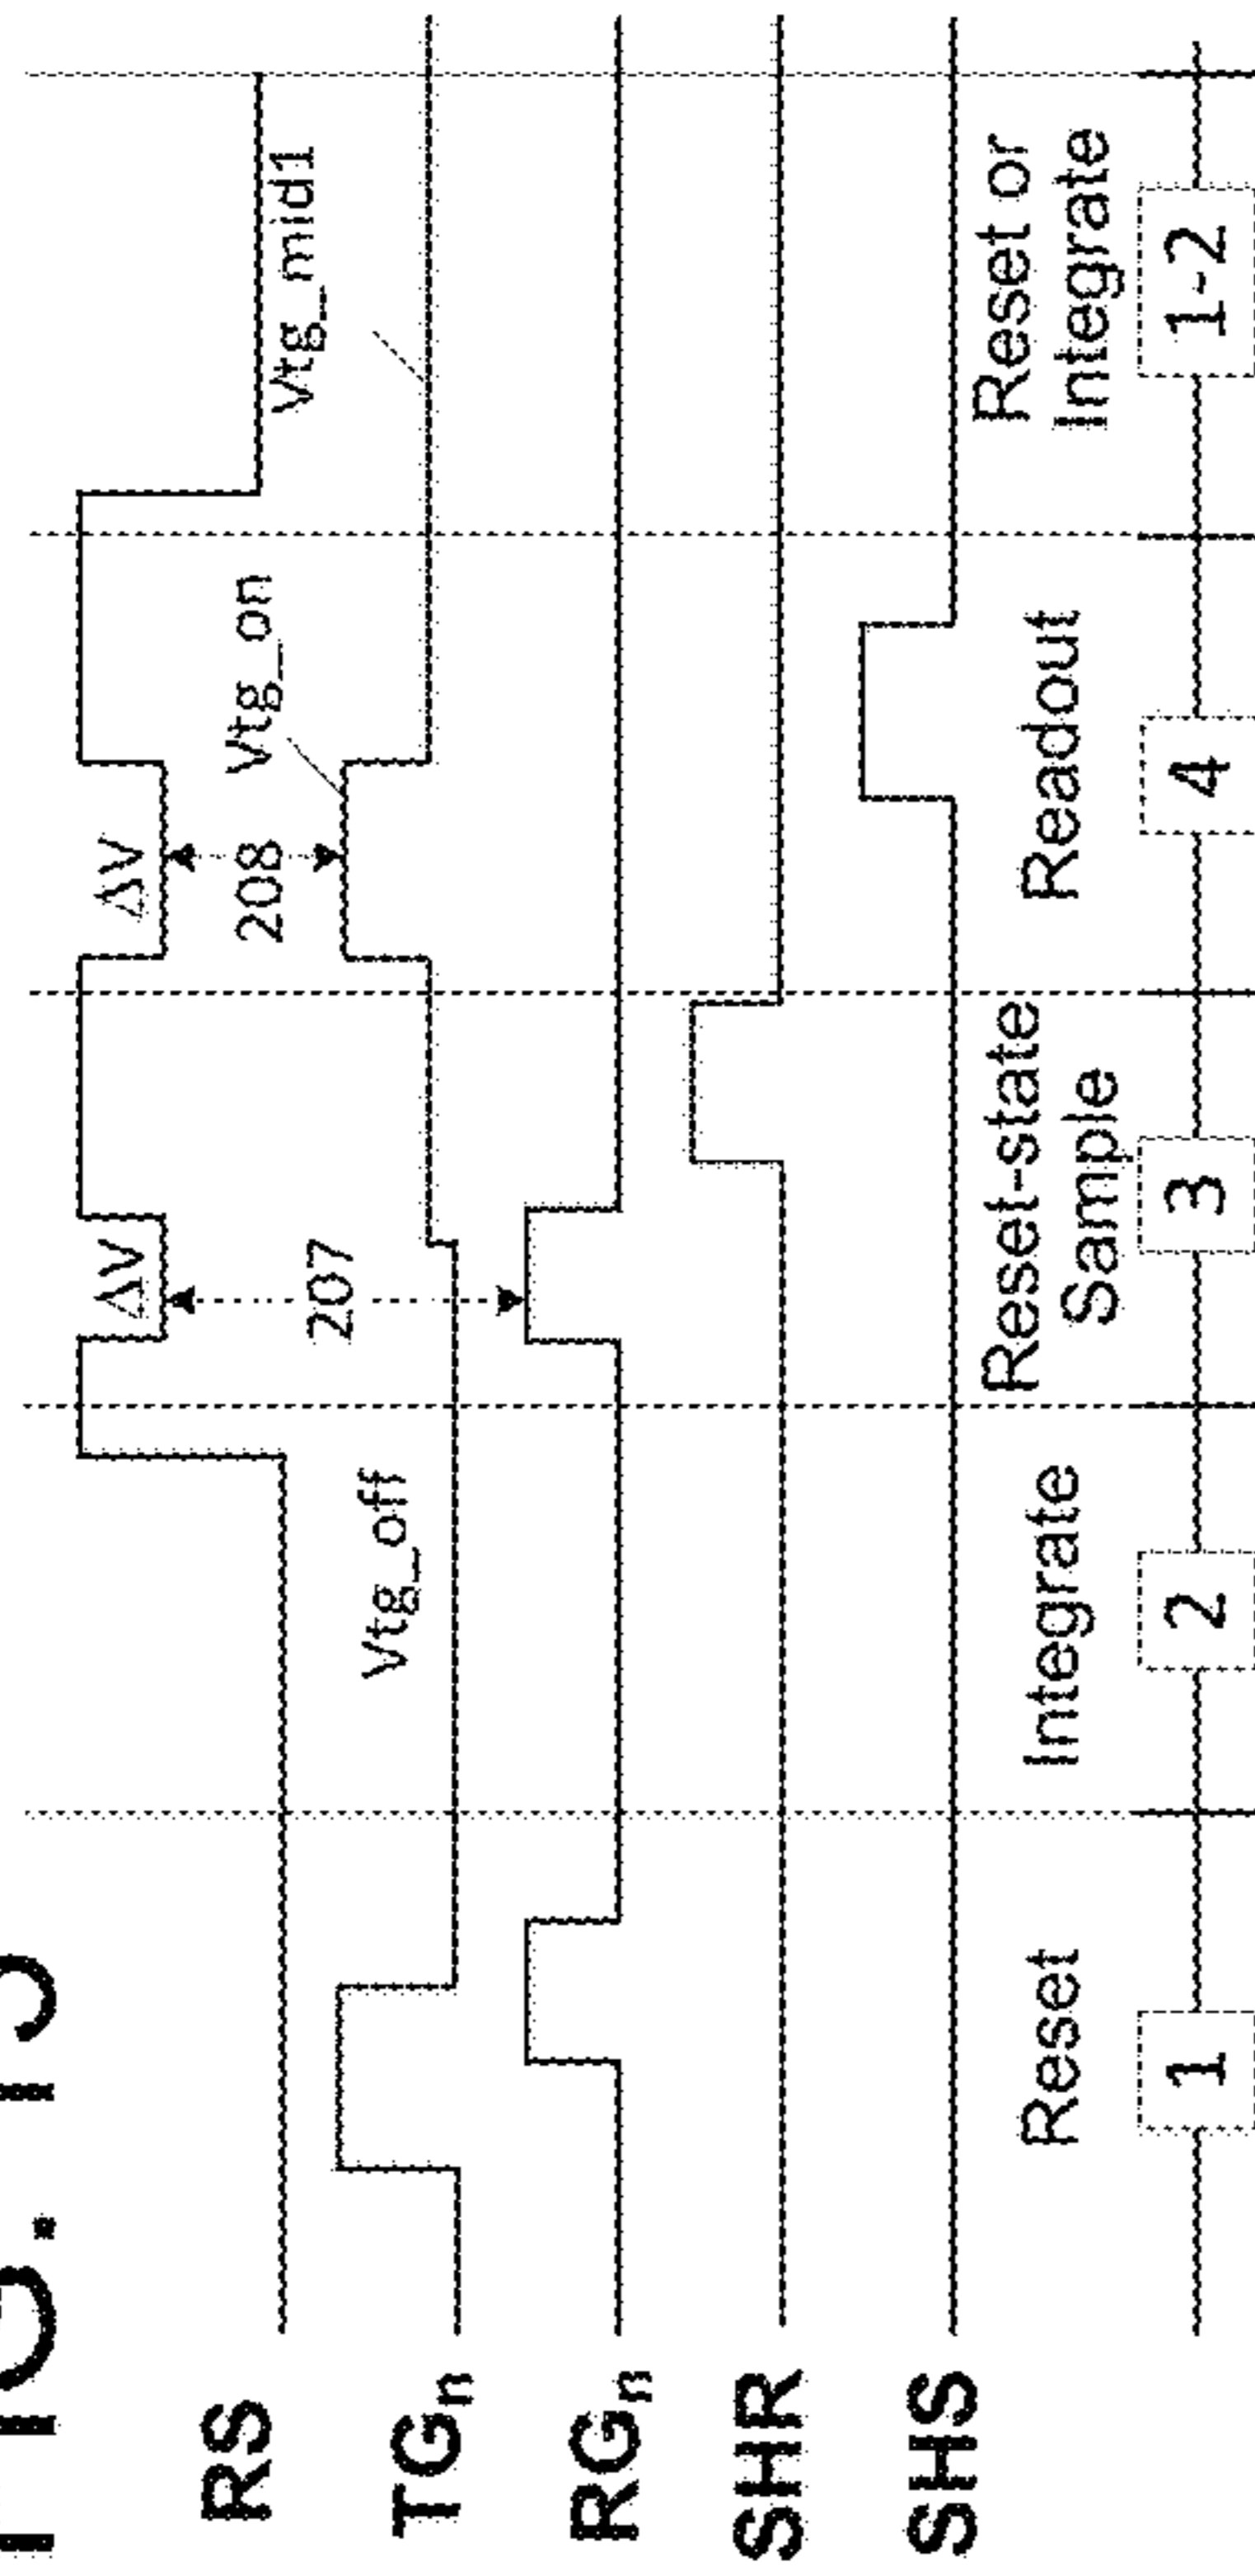 RS
ΔV
ΔV
Vtg_on
Vtg_mid1
207
208
Vtg_off
TGn
RGn
SHR
SHS
Reset
Integrate
Reset-state
Sample
Readout
Reset or
Integrate
1
2
3
4
1-2